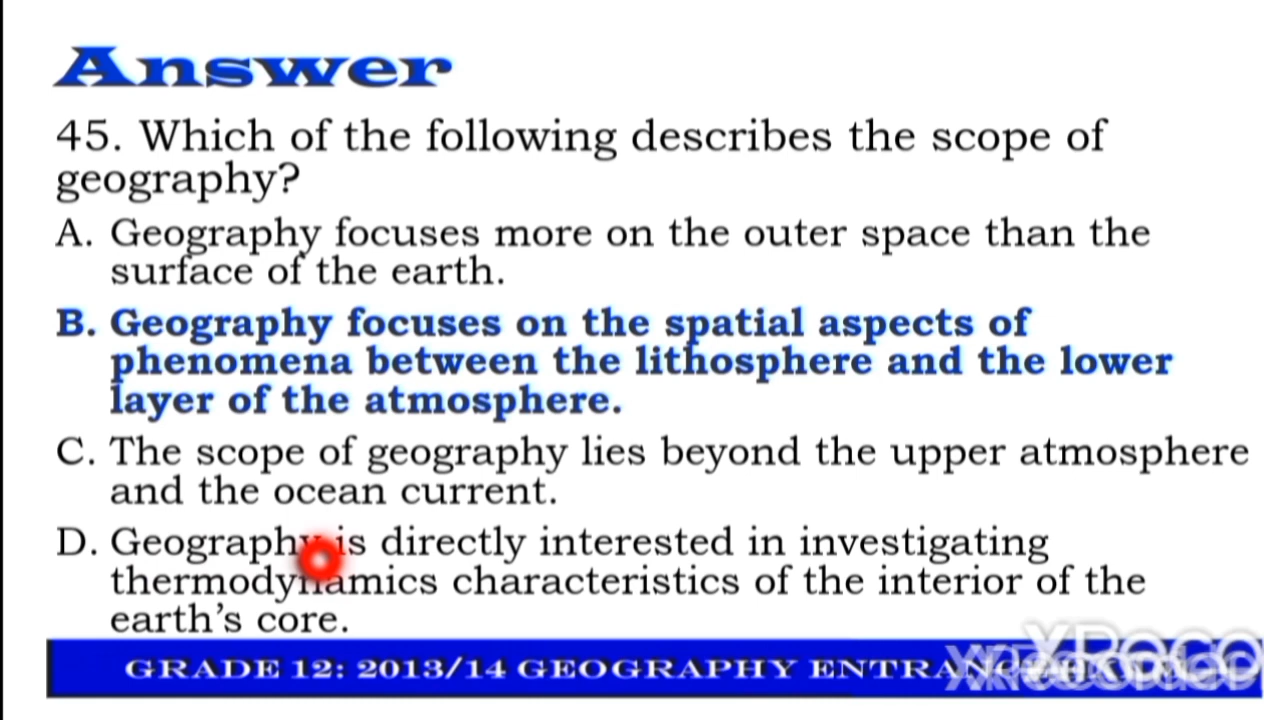 Answer
45. Which of the following describes the scope of
geography?
A. Geography focuses more on the outer space than the
surface of the earth.
B. Geography focuses on the spatial aspects of
phenomena between the lithosphere and the lower
layer of the atmosphere.
C. The scope of geography lies beyond the upper atmosphere
and the ocean current.
D. Geography is directly interested in investigating
thermodynamics characteristics of the interior of the
earth's core.
GRADE 12: 2013/14 GEOGRAPHY